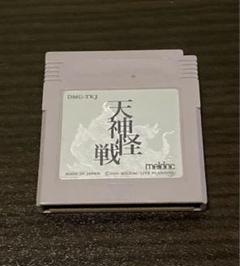 DMG-TKJ
天神怪戦
meldac
MADE IN JAPAN